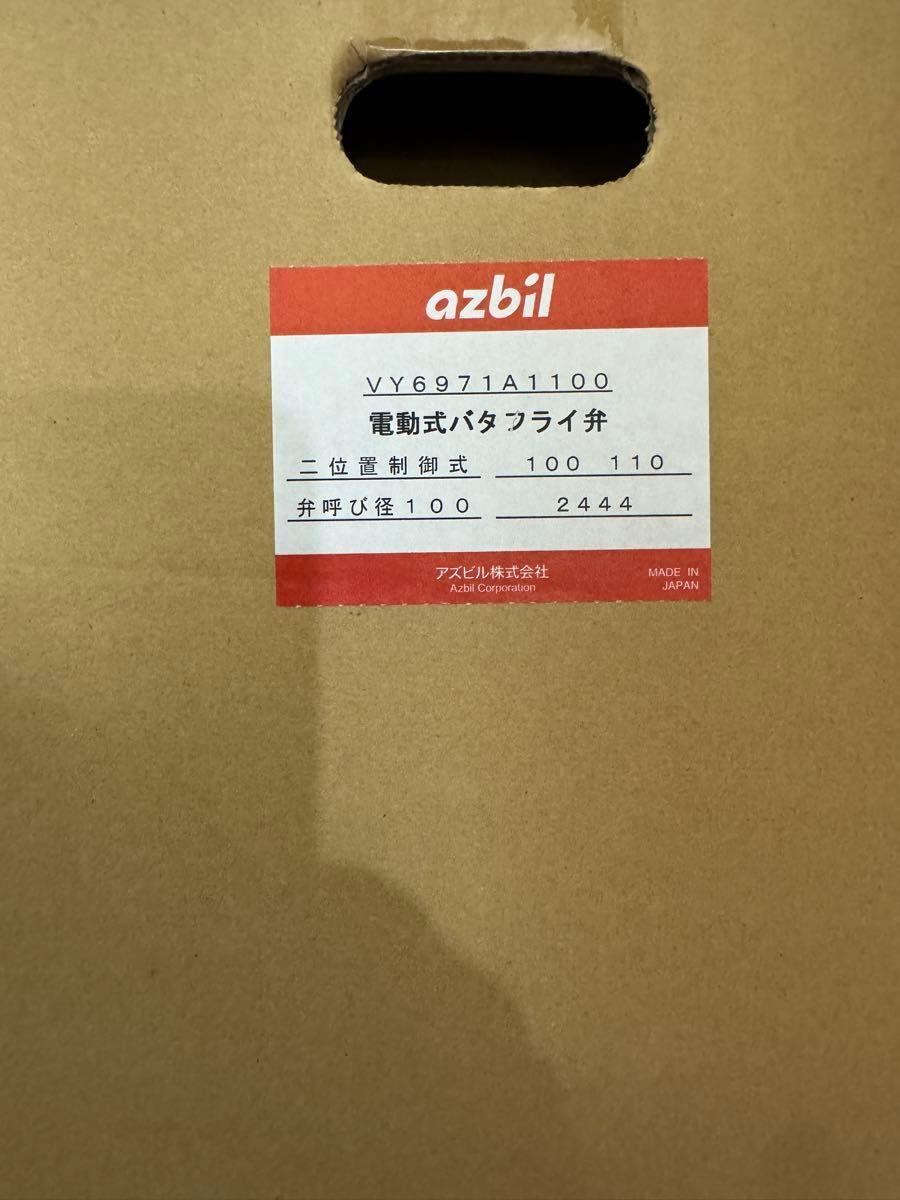 azbil
VY6971A1100
電動式バタフライ弁
二位置制御式 100 110
弁呼び径100 2444
アズビル株式会社
Azbil Corporation
MADE IN
JAPAN